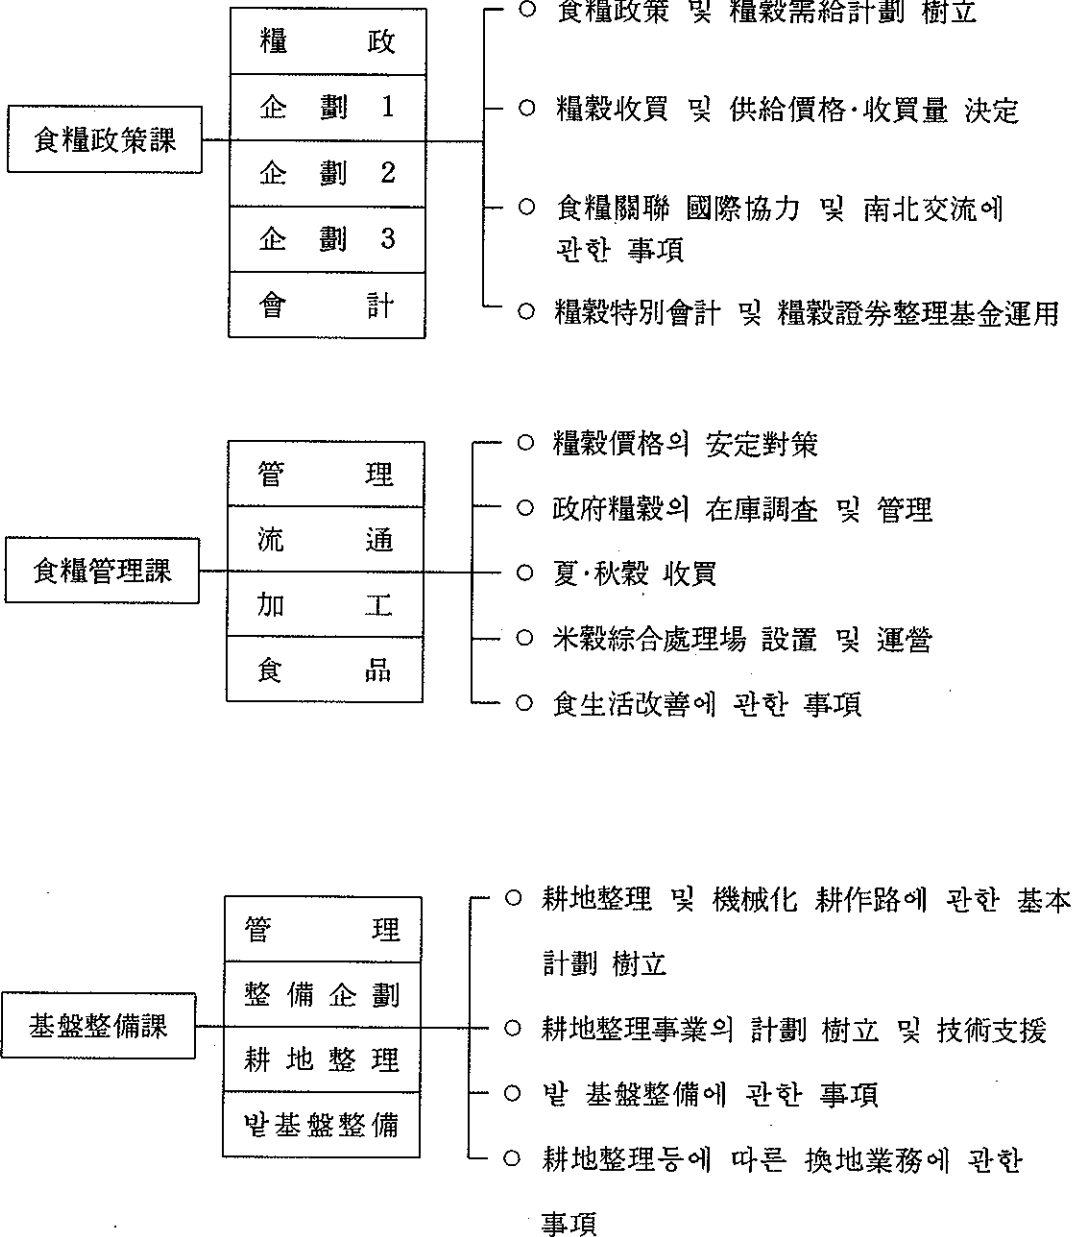 食糧政策課
糧 政
企 劃 1
企 劃 2
企 劃 3
會 計
○ 食糧政策 및 糧穀需給計劃 樹立
○ 糧穀收買 및 供給價格·收買量 決定
○ 食糧關聯 國際協力 및 南北交流에
관한 事項
○ 糧穀特別會計 및 糧穀證券整理基金運用
食糧管理課
管 理
流 通
加 工
食 品
○ 糧穀價格의 安定對策
○ 政府糧穀의 在庫調査 및 管理
○ 夏·秋穀 收買
○ 米穀綜合處理場 設置 및 運營
○ 食生活改善에 관한 事項
基盤整備課
管 理
整 備 企 劃
耕 地 整 理
밭基盤整備
○ 耕地整理 및 機械化 耕作路에 관한 基本
計劃 樹立
○ 耕地整理事業의 計劃 樹立 및 技術支援
○ 밭 基盤整備에 관한 事項
○ 耕地整理등에 따른 換地業務에 관한
事項